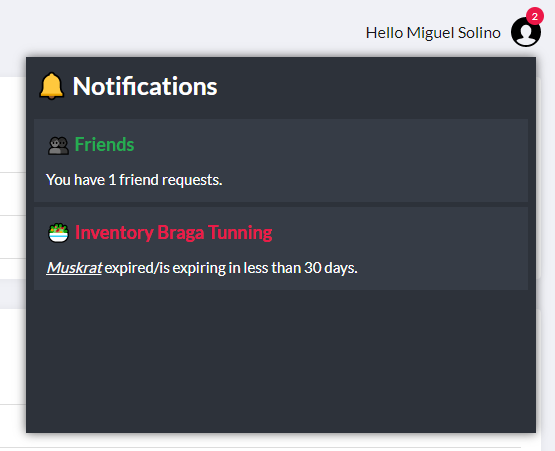 Hello Miguel Solino
2
Notifications
Friends
You have 1 friend requests.
Inventory Braga Tunning
Muskrat expired/is expiring in less than 30 days.